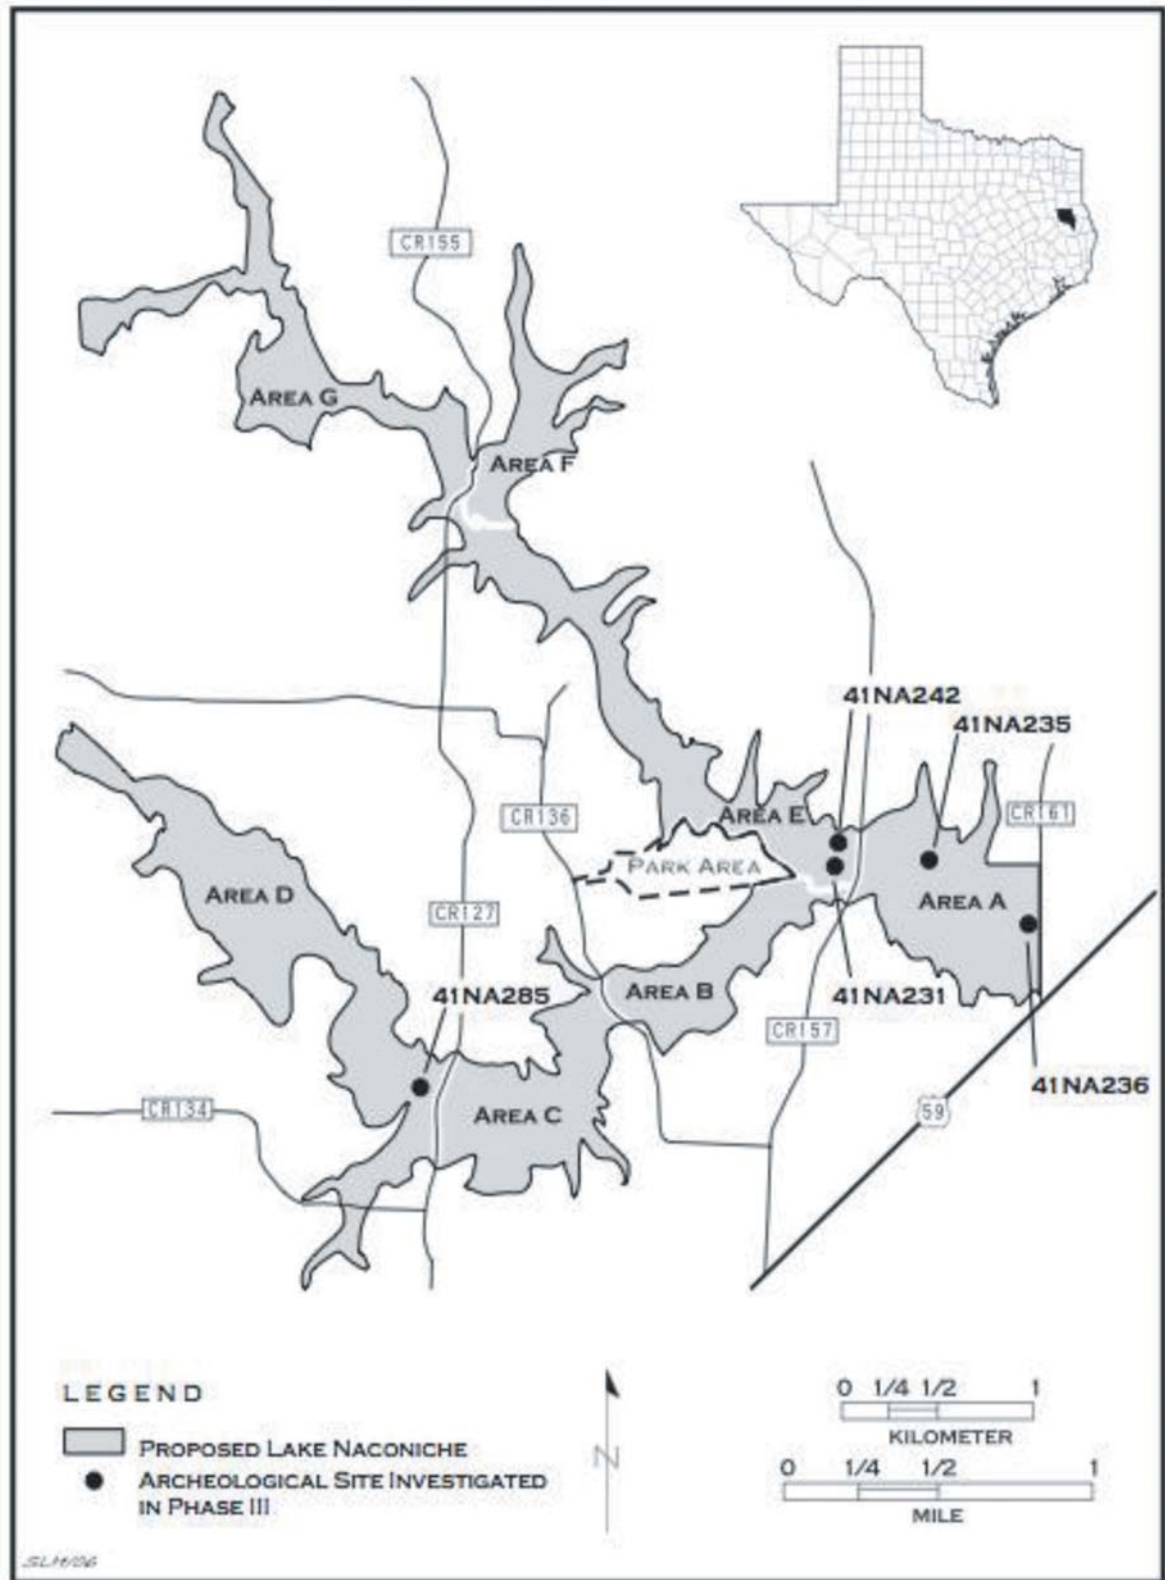 CR155
AREA G
AREA F
41NA242
41NA235
CR136
AREA E
CR161
PARK AREA
AREA D
AREA A
CR127
41NA285
AREA B
41NA231
CR157
41NA236
CR134
AREA C
59
LEGEND
PROPOSED LAKE NACONICHE
ARCHEOLOGICAL SITE INVESTIGATED
IN PHASE III
N
0 1/4 1/2 1
KILOMETER
0 1/4 1/2 1
MILE
SLH/06